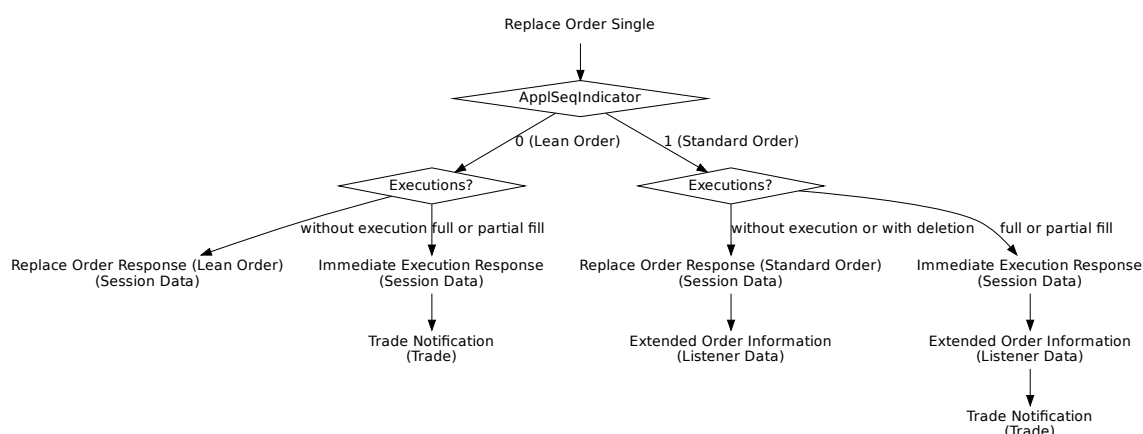 Replace Order Single
ApplSeqIndicator
0 (Lean Order)
1 (Standard Order)
Executions?
Executions?
without execution
full or partial fill
without execution or with deletion
full or partial fill
Replace Order Response (Lean Order)
(Session Data)
Immediate Execution Response
(Session Data)
Replace Order Response (Standard Order)
(Session Data)
Immediate Execution Response
(Session Data)
Trade Notification
(Trade)
Extended Order Information
(Listener Data)
Extended Order Information
(Listener Data)
Trade Notification
(Trade)